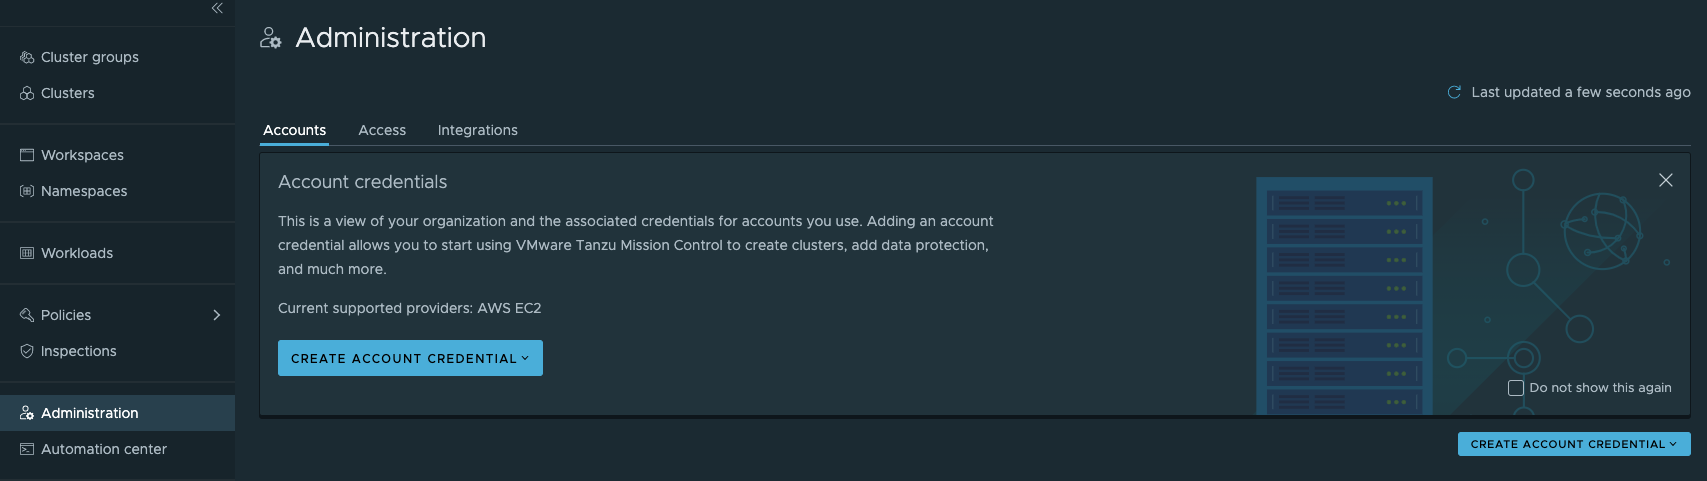 Administration
Cluster groups
Clusters
Last updated a few seconds ago
Accounts
Access
Integrations
Workspaces
Namespaces
Account credentials
This is a view of your organization and the associated credentials for accounts you use. Adding an account
credential allows you to start using VMware Tanzu Mission Control to create clusters, add data protection,
and much more.
Workloads
Current supported providers: AWS EC2
Policies
Inspections
CREATE ACCOUNT CREDENTIAL
Do not show this again
Administration
Automation center
CREATE ACCOUNT CREDENTIAL